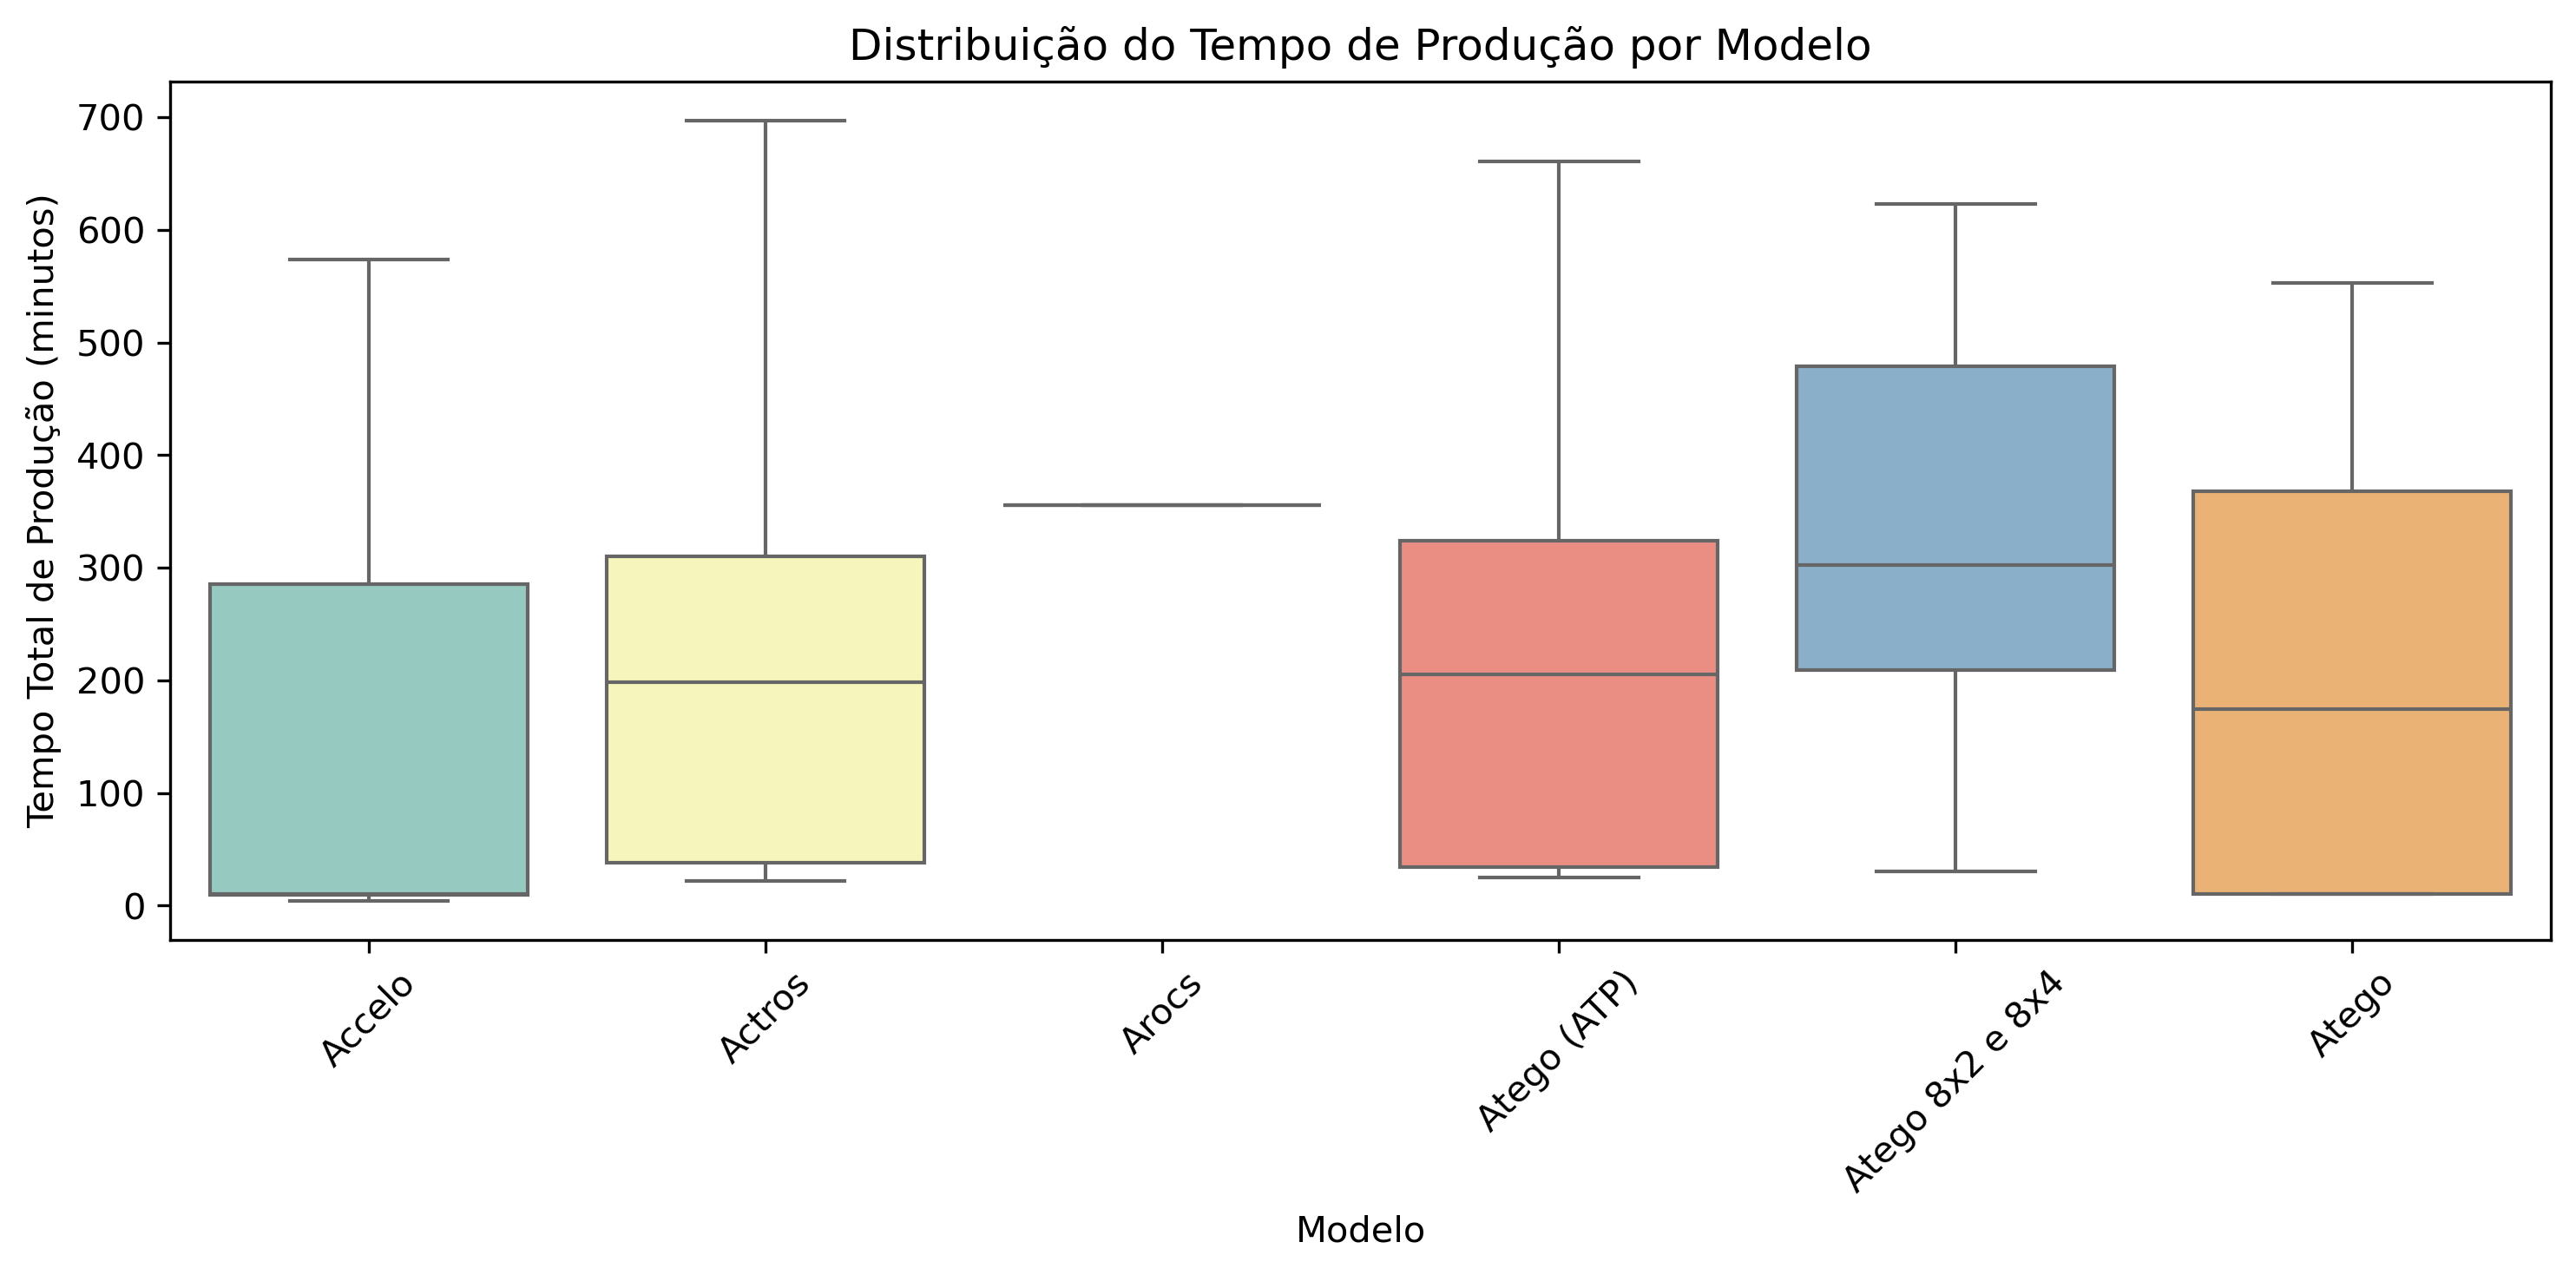 Distribuição do Tempo de Produção por Modelo
Tempo Total de Produção (minutos)
700
600
500
400
300
200
100
0
Accelo
Actros
Arocs
Atego (ATP)
Atego 8x2 e 8x4
Atego
Modelo